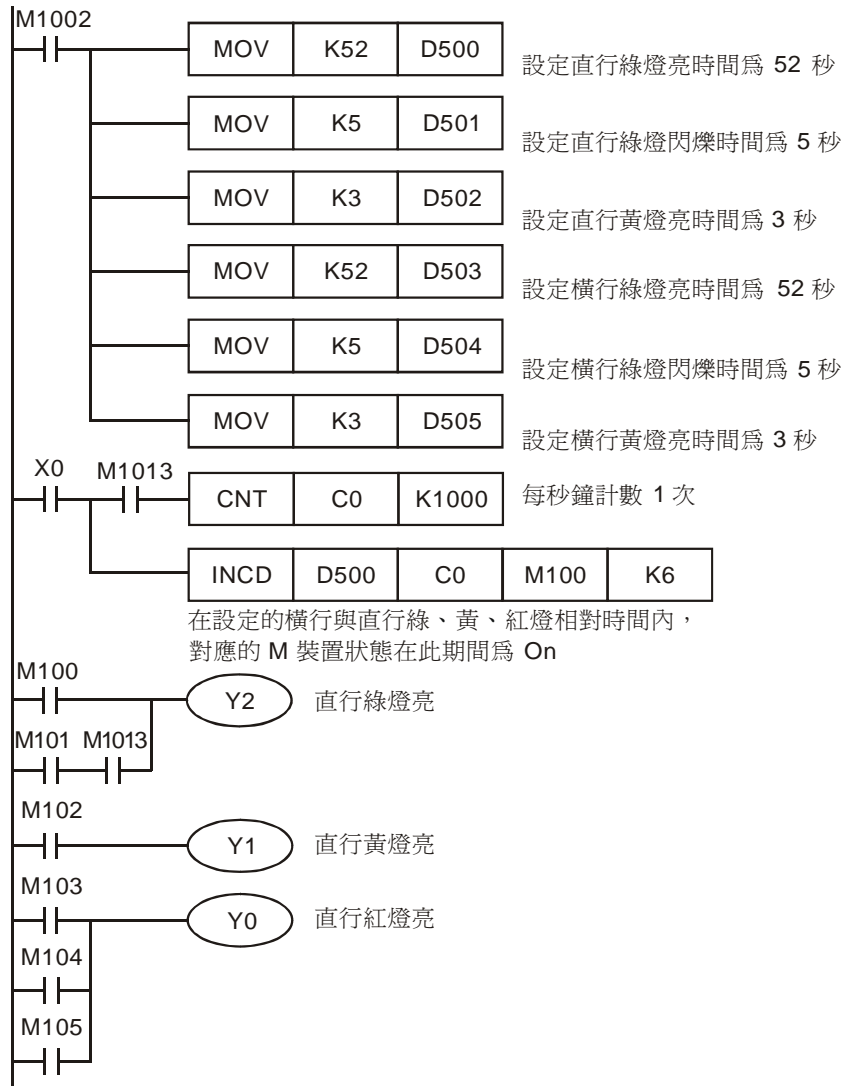 M1002
MOV K52 D500
設定直行綠燈亮時間爲 52 秒
MOV K5 D501
設定直行綠燈閃爍時間爲 5 秒
MOV K3 D502
設定直行黃燈亮時間爲 3 秒
MOV K52 D503
設定橫行綠燈亮時間爲 52 秒
MOV K5 D504
設定橫行綠燈閃爍時間爲 5 秒
MOV K3 D505
設定橫行黃燈亮時間爲 3 秒
X0 M1013
CNT C0 K1000 每秒鐘計數 1 次
INCD D500 C0 M100 K6
在設定的橫行與直行綠、黃、紅燈相對時間內，
對應的 M 裝置狀態在此期間爲 On
M100
Y2 直行綠燈亮
M101 M1013
M102
Y1 直行黃燈亮
M103
Y0 直行紅燈亮
M104
M105